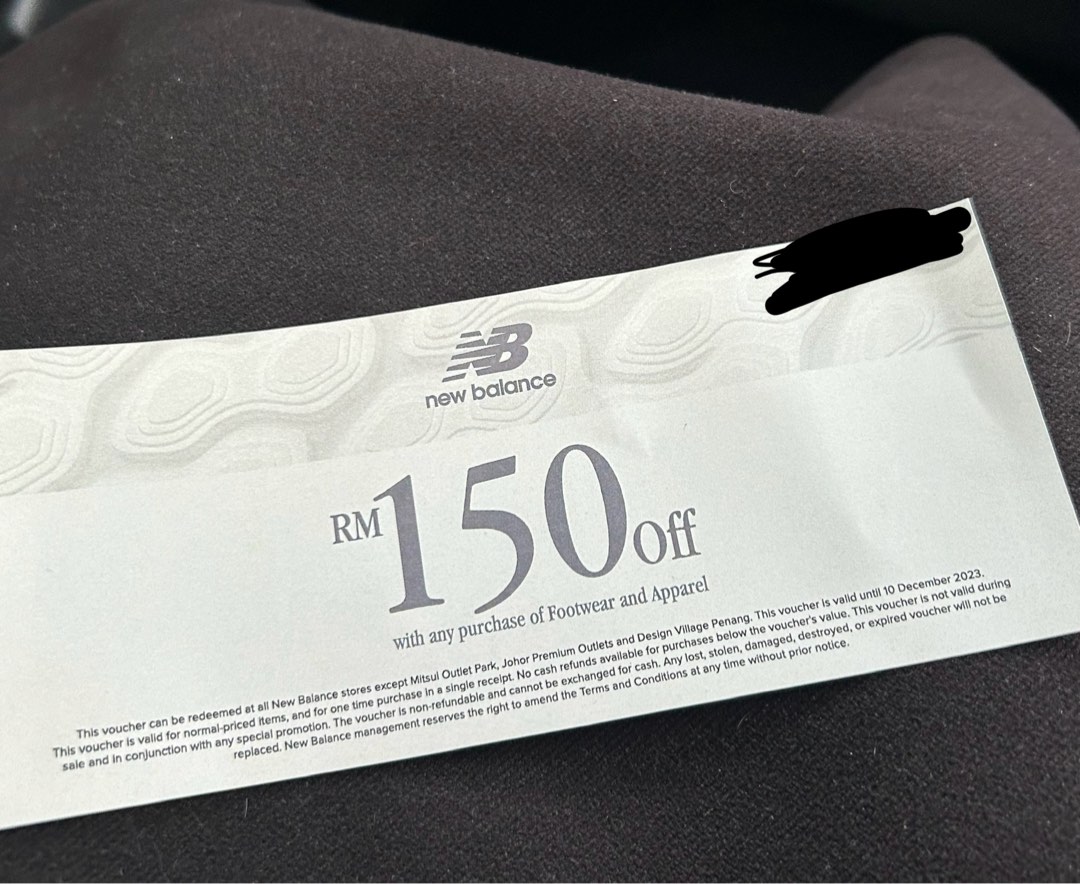 NB
new balance
RM150 Off
with any purchase of Footwear and Apparel
This voucher can be redeemed at all New Balance stores except Mitsui Outlet Park, Johor Premium Outlets and Design Village Penang. This voucher is valid until 10 December 2023.
This voucher is valid for normal-priced items, and for one time purchase in a single receipt. No cash refunds available for purchases below the voucher's value. This voucher is not valid during
sale and in conjunction with any special promotion. The voucher is non-refundable and cannot be exchanged for cash. Any lost, stolen, damaged, destroyed, or expired voucher will not be
replaced. New Balance management reserves the right to amend the Terms and Conditions at any time without prior notice.